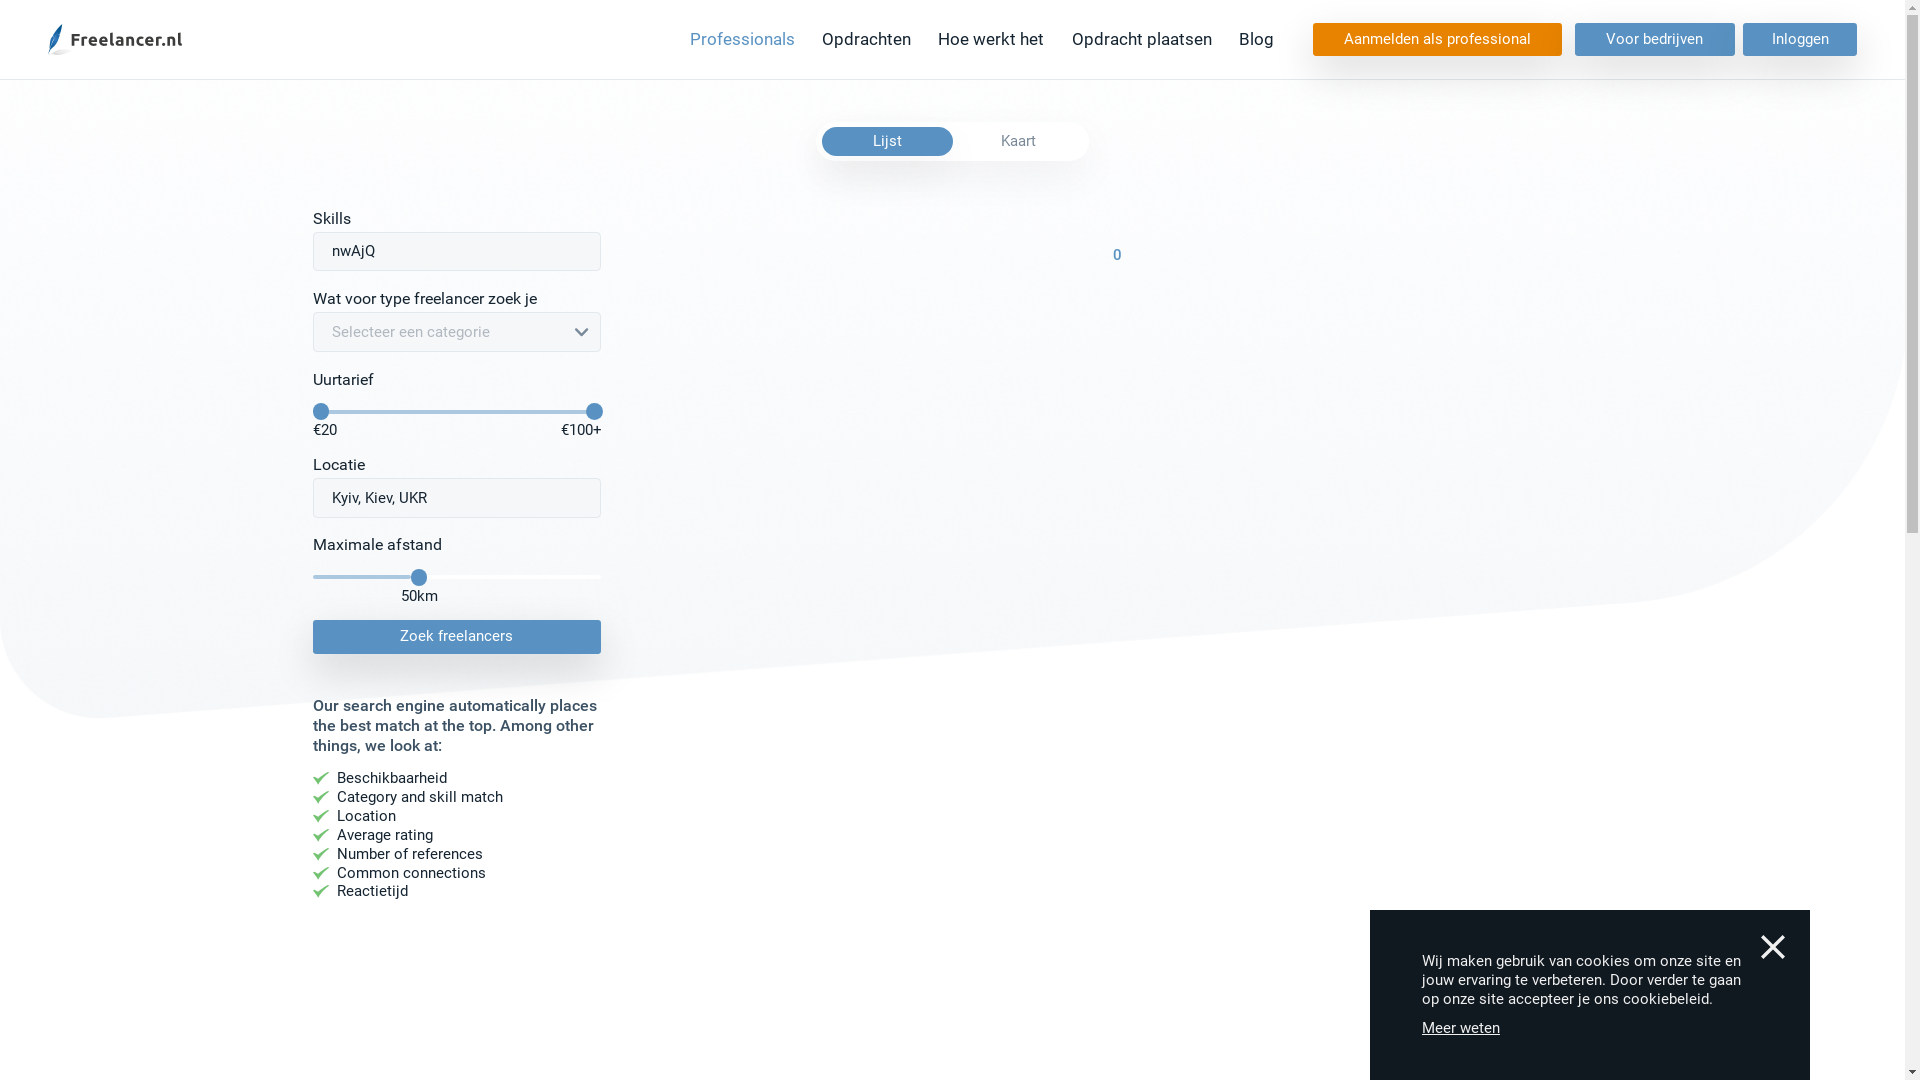 Freelancer.nl
Professionals
Opdrachten
Hoe werkt het
Opdracht plaatsen
Blog
Aanmelden als professional
Voor bedrijven
Inloggen
Lijst
Kaart
Skills
nwAjQ
0
Wat voor type freelancer zoek je
Selecteer een categorie
Uurtarief
€20
€100+
Locatie
Kyiv, Kiev, UKR
Maximale afstand
50km
Zoek freelancers
Our search engine automatically places
the best match at the top. Among other
things, we look at:
Beschikbaarheid
Category and skill match
Location
Average rating
Number of references
Common connections
Reactietijd
Wij maken gebruik van cookies om onze site en
jouw ervaring te verbeteren. Door verder te gaan
op onze site accepteer je ons cookiebeleid.
Meer weten